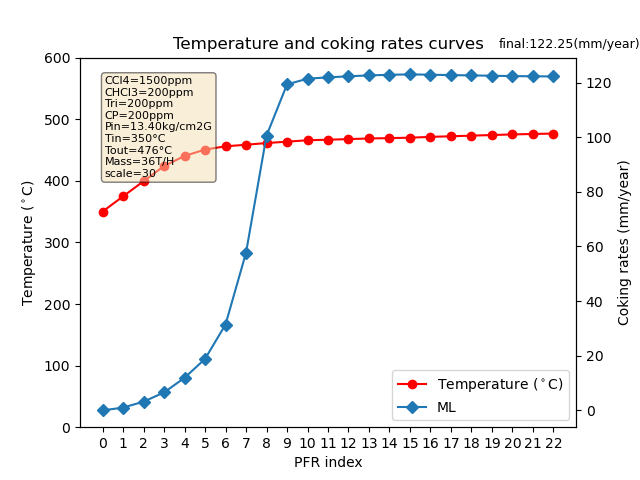 Temperature and coking rates curves
final:122.25(mm/year)
CCl4=1500ppm
CHCl3=200ppm
Tri=200ppm
CP=200ppm
Pin=13.40kg/cm2G
Tin=350°C
Tout=476°C
Mass=36T/H
scale=30
600
500
400
300
200
100
0
Temperature (°C)
120
100
80
60
40
20
0
Coking rates (mm/year)
Temperature (°C)
ML
0 1 2 3 4 5 6 7 8 9 10 11 12 13 14 15 16 17 18 19 20 21 22
PFR index